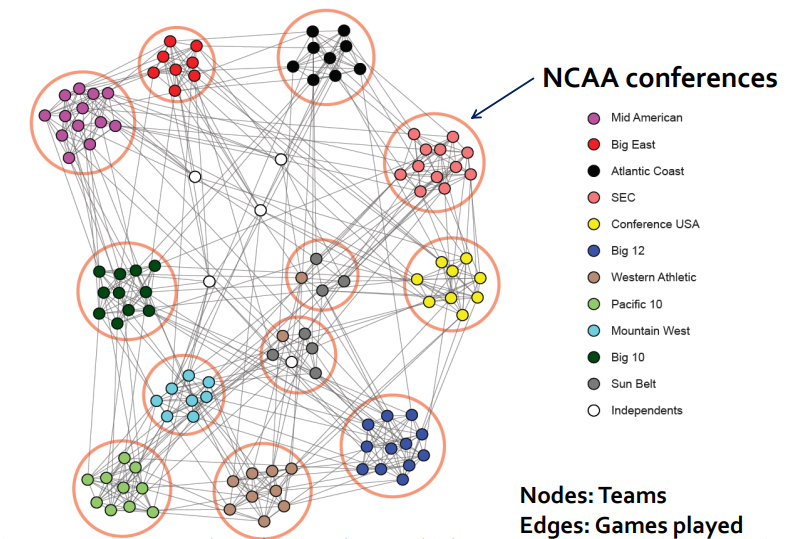 NCAA conferences
Mid American
Big East
Atlantic Coast
SEC
Conference USA
Big 12
Western Athletic
Pacific 10
Mountain West
Big 10
Sun Belt
Independents
Nodes: Teams
Edges: Games played